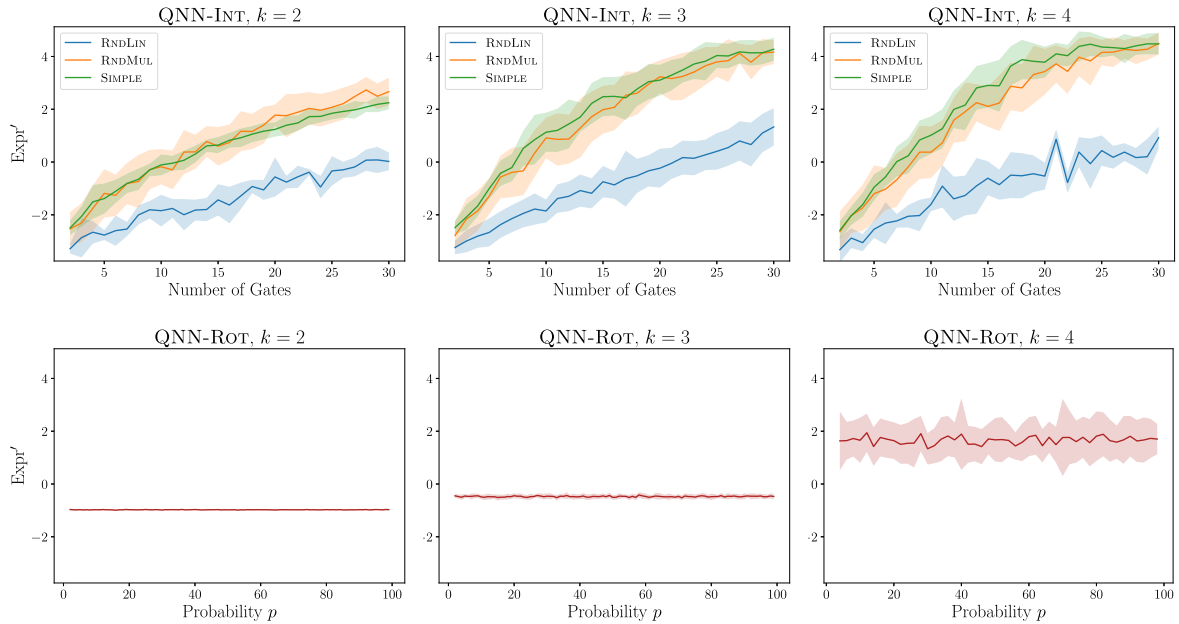 QNN-INT, k = 2
QNN-INT, k = 3
QNN-INT, k = 4
RNDLIN
RNDMUL
SIMPLE
RNDLIN
RNDMUL
SIMPLE
RNDLIN
RNDMUL
SIMPLE
Expr′
4
2
0
−2
4
2
0
-2
4
2
0
-2
5 10 15 20 25 30
5 10 15 20 25 30
5 10 15 20 25 30
Number of Gates
Number of Gates
Number of Gates
QNN-ROT, k = 2
QNN-ROT, k = 3
QNN-ROT, k = 4
Expr′
4
2
0
−2
4
2
0
·2
4
2
0
·2
0 20 40 60 80 100
0 20 40 60 80 100
0 20 40 60 80 100
Probability p
Probability p
Probability p